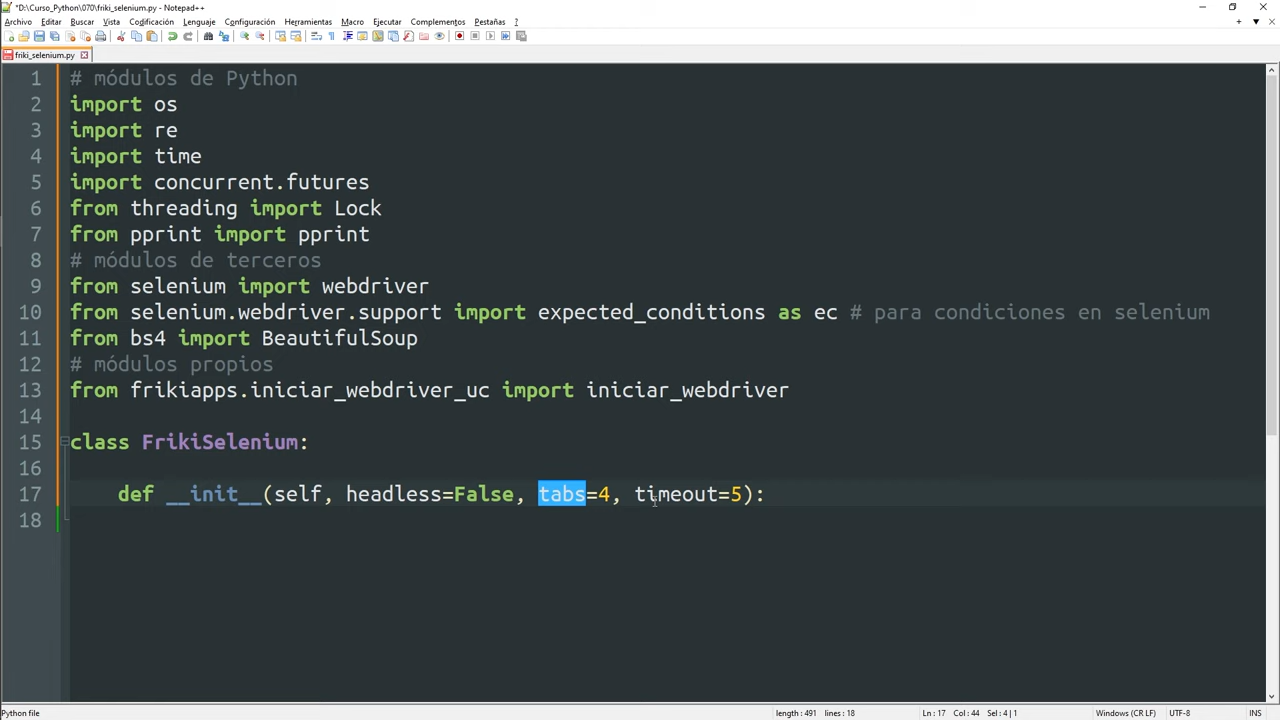 *D:\Curso_Python\070\friki_selenium.py - Notepad++
Archivo Editar Buscar Vista Codificación Lenguaje Configuración Herramientas Macro Ejecutar Complementos Pestañas ?
friki_selenium.py
1 # módulos de Python
2 import os
3 import re
4 import time
5 import concurrent.futures
6 from threading import Lock
7 from pprint import pprint
8 # módulos de terceros
9 from selenium import webdriver
10 from selenium.webdriver.support import expected_conditions as ec # para condiciones en selenium
11 from bs4 import BeautifulSoup
12 # módulos propios
13 from frikiapps.iniciar_webdriver_uc import iniciar_webdriver
14
15 class FrikiSelenium:
16
17 def __init__(self, headless=False, tabs=4, timeout=5):
18
Python file length : 491 lines : 18 Ln : 17 Col : 44 Sel : 4 | 1 Windows (CR LF) UTF-8 INS